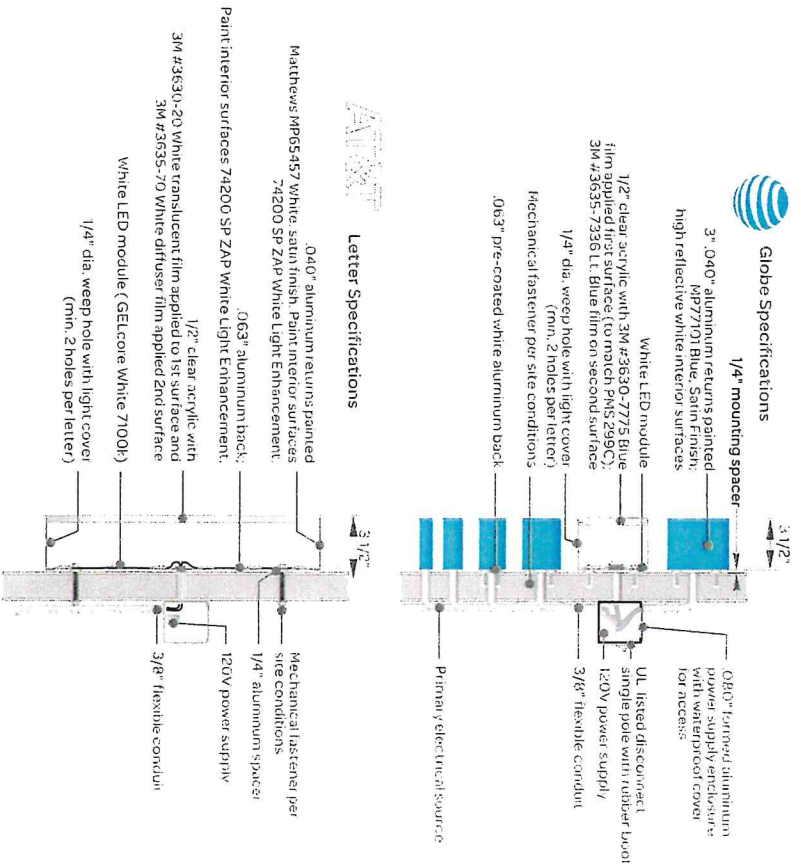 Globe Specifications
3" .040" aluminum returns painted
MP77101 Blue, Satin Finish;
high reflective white interior surfaces
1/4" mounting spacer
3 1/2"
White LED module
1/2" clear acrylic with 3M #3630-7775 Blue
film applied first surface (to match PMS 299C);
3M #3635-7336 Lt. Blue film on second surface
1/4" dia. weep hole with light cover
(min. 2 holes per letter)
Mechanical fastener per site conditions
.063" pre-coated white aluminum back
.080" formed aluminum
power supply enclosure
with waterproof cover
for access
UL listed disconnect
single pole with rubber boot
120V power supply
3/8" flexible conduit
Primary electrical source
AT&T
Letter Specifications
.040" aluminum returns painted
Matthews MP65457 White, satin finish. Paint interior surfaces
74200 SP ZAP White Light Enhancement.
.063" aluminum back;
Paint interior surfaces 74200 SP ZAP White Light Enhancement.
1/2" clear acrylic with
3M #3630-20 White translucent film applied to 1st surface and
3M #3635-70 White diffuser film applied 2nd surface
White LED module (GELcore White 7100k)
1/4" dia. weep hole with light cover
(min. 2 holes per letter)
3 1/2"
Mechanical fastener per
site conditions
1/4" aluminum spacer
120V power supply
3/8" flexible conduit